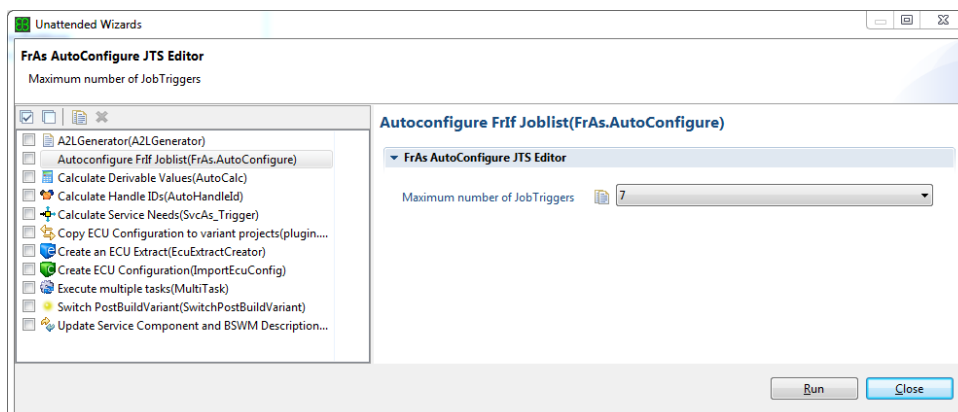 Unattended Wizards
FrAs AutoConfigure JTS Editor
Maximum number of JobTriggers
A2LGenerator(A2LGenerator)
Autoconfigure FrIf Joblist(FrAs.AutoConfigure)
Calculate Derivable Values(AutoCalc)
Calculate Handle IDs(AutoHandleId)
Calculate Service Needs(SvcAs_Trigger)
Copy ECU Configuration to variant projects(plugin....
Create an ECU Extract(EcuExtractCreator)
Create ECU Configuration(ImportEcuConfig)
Execute multiple tasks(MultiTask)
Switch PostBuildVariant(SwitchPostBuildVariant)
Update Service Component and BSWM Description...
Autoconfigure FrIf Joblist(FrAs.AutoConfigure)
FrAs AutoConfigure JTS Editor
Maximum number of JobTriggers 7
Run Close